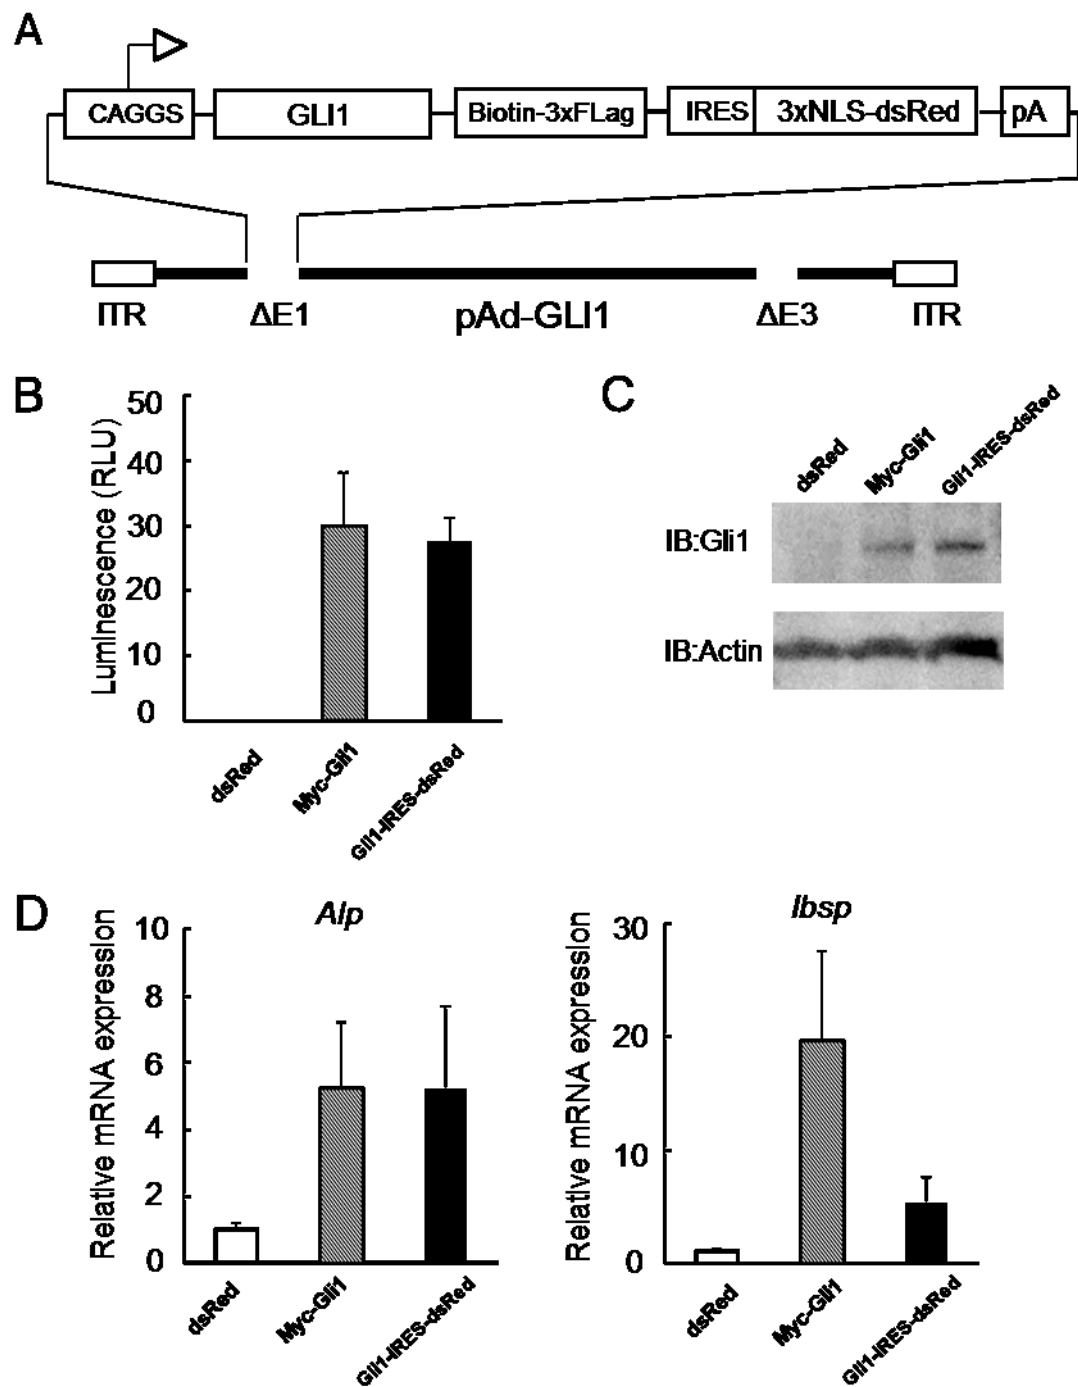 A
CAGGS GLI1 Biotin-3xFLag IRES 3xNLS-dsRed pA
ITR ΔE1 pAd-GLI1 ΔE3 ITR
B
Luminescence (RLU)
50
40
30
20
10
0
dsRed
Myc-Gli1
Gli1-IRES-dsRed
C
dsRed
Myc-Gli1
Gli1-IRES-dsRed
IB:Gli1
IB:Actin
D
Alp
Relative mRNA expression
10
8
6
4
2
0
dsRed
Myc-Gli1
Gli1-IRES-dsRed
Ibsp
Relative mRNA expression
30
20
10
0
dsRed
Myc-Gli1
Gli1-IRES-dsRed